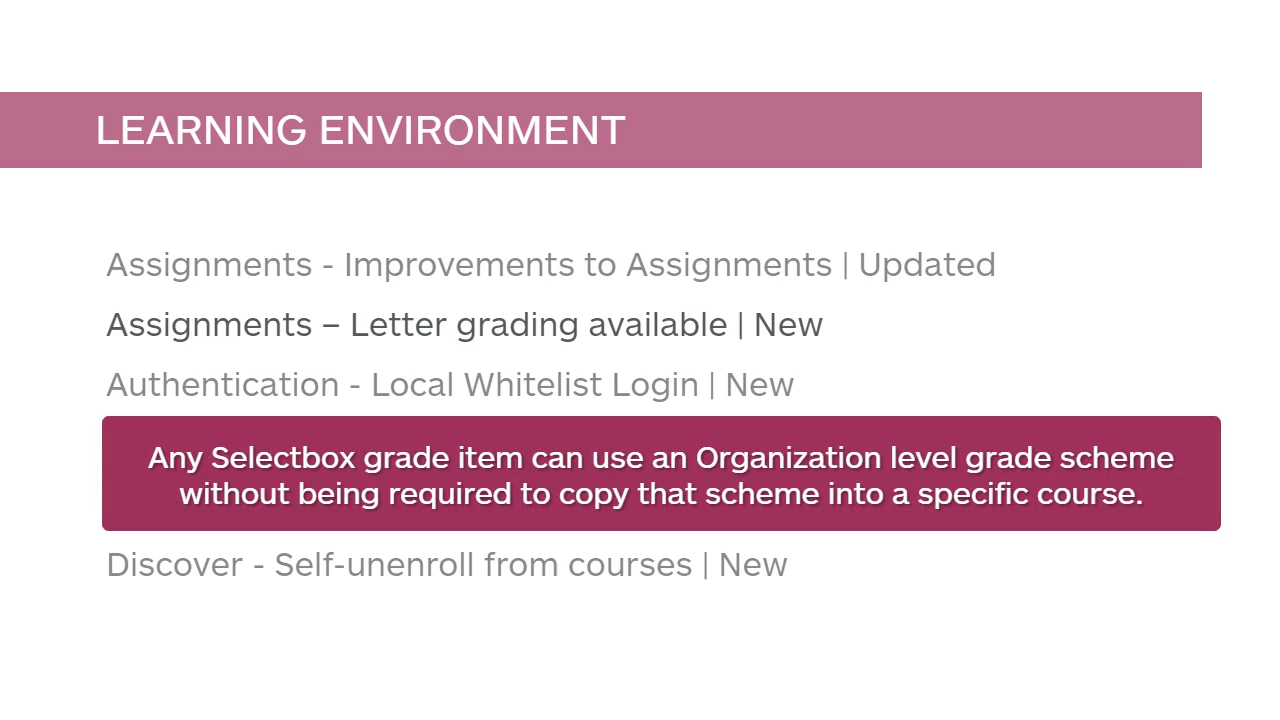 LEARNING ENVIRONMENT
Assignments - Improvements to Assignments | Updated
Assignments – Letter grading available | New
Authentication - Local Whitelist Login | New
Any Selectbox grade item can use an Organization level grade scheme
without being required to copy that scheme into a specific course.
Discover - Self-unenroll from courses | New